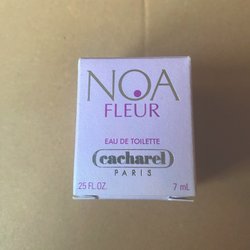 NOA
FLEUR
EAU DE TOILETTE
cacharel
PARIS
.25 FL.OZ. 7 mL